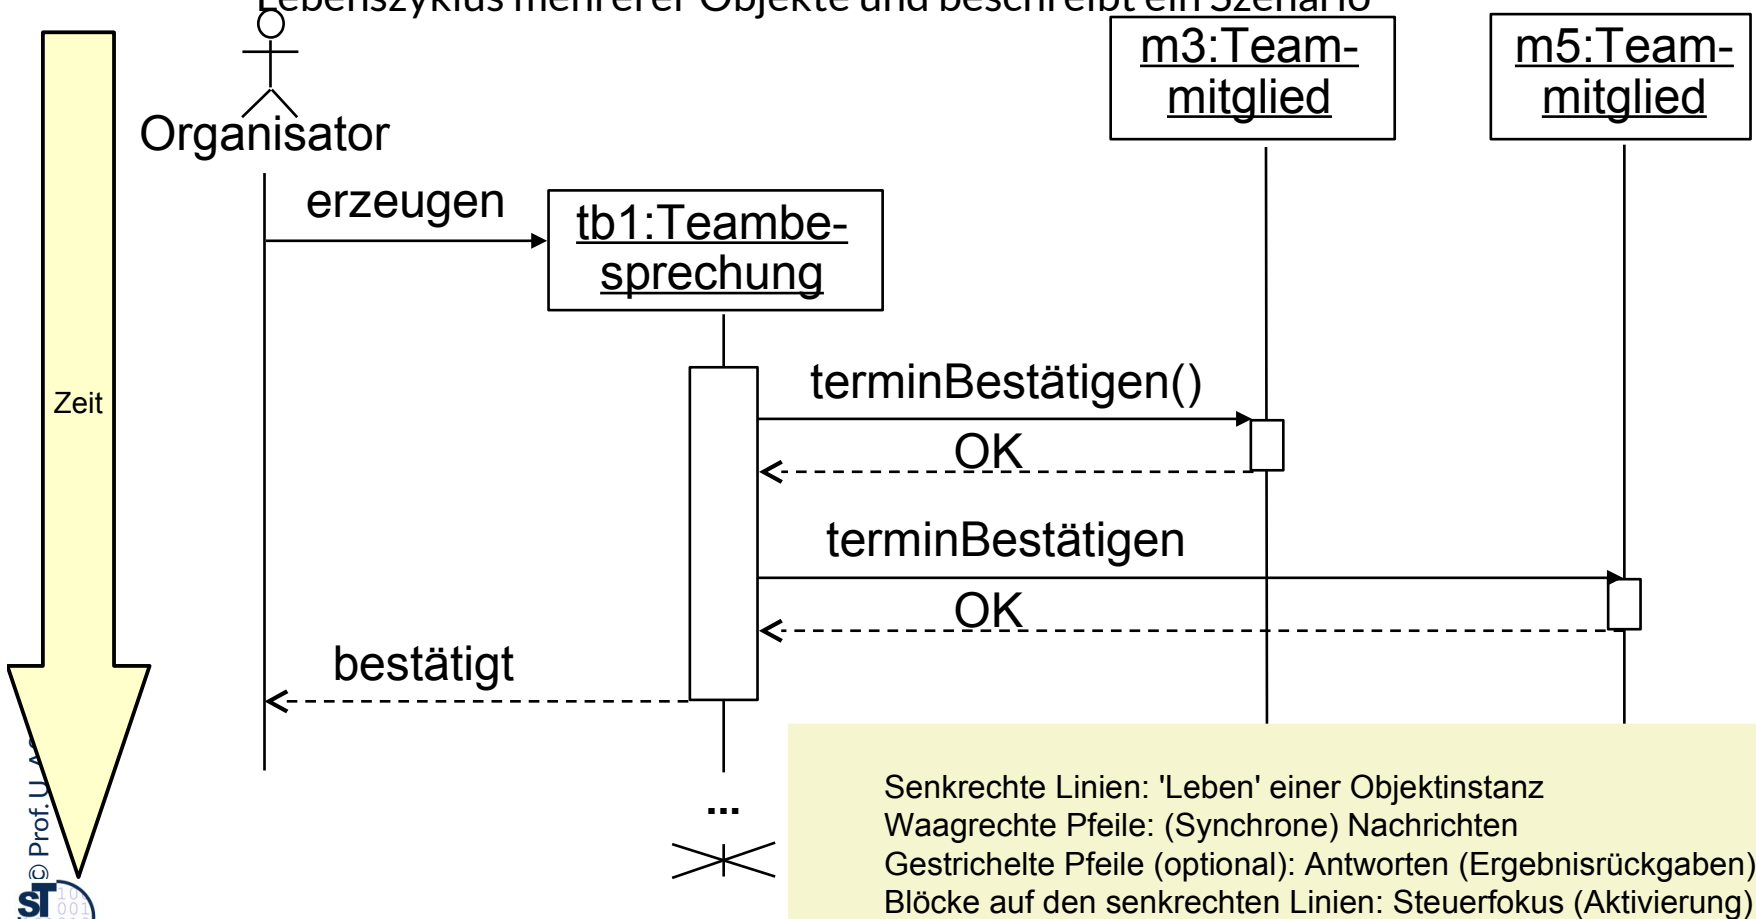 Lebenszyklus mehrerer Objekte und beschreibt ein Szenario
m3:Team-
mitglied
m5:Team-
mitglied
Organisator
erzeugen
tb1:Teambe-
sprechung
Zeit
terminBestätigen()
OK
terminBestätigen
OK
bestätigt
...
Senkrechte Linien: 'Leben' einer Objektinstanz
Waagrechte Pfeile: (Synchrone) Nachrichten
Gestrichelte Pfeile (optional): Antworten (Ergebnisrückgaben)
Blöcke auf den senkrechten Linien: Steuerfokus (Aktivierung)
© Prof. U.
ST